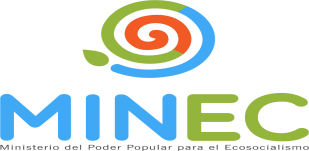 MINEC
Ministerio del Poder Popular para el Ecosocialismo